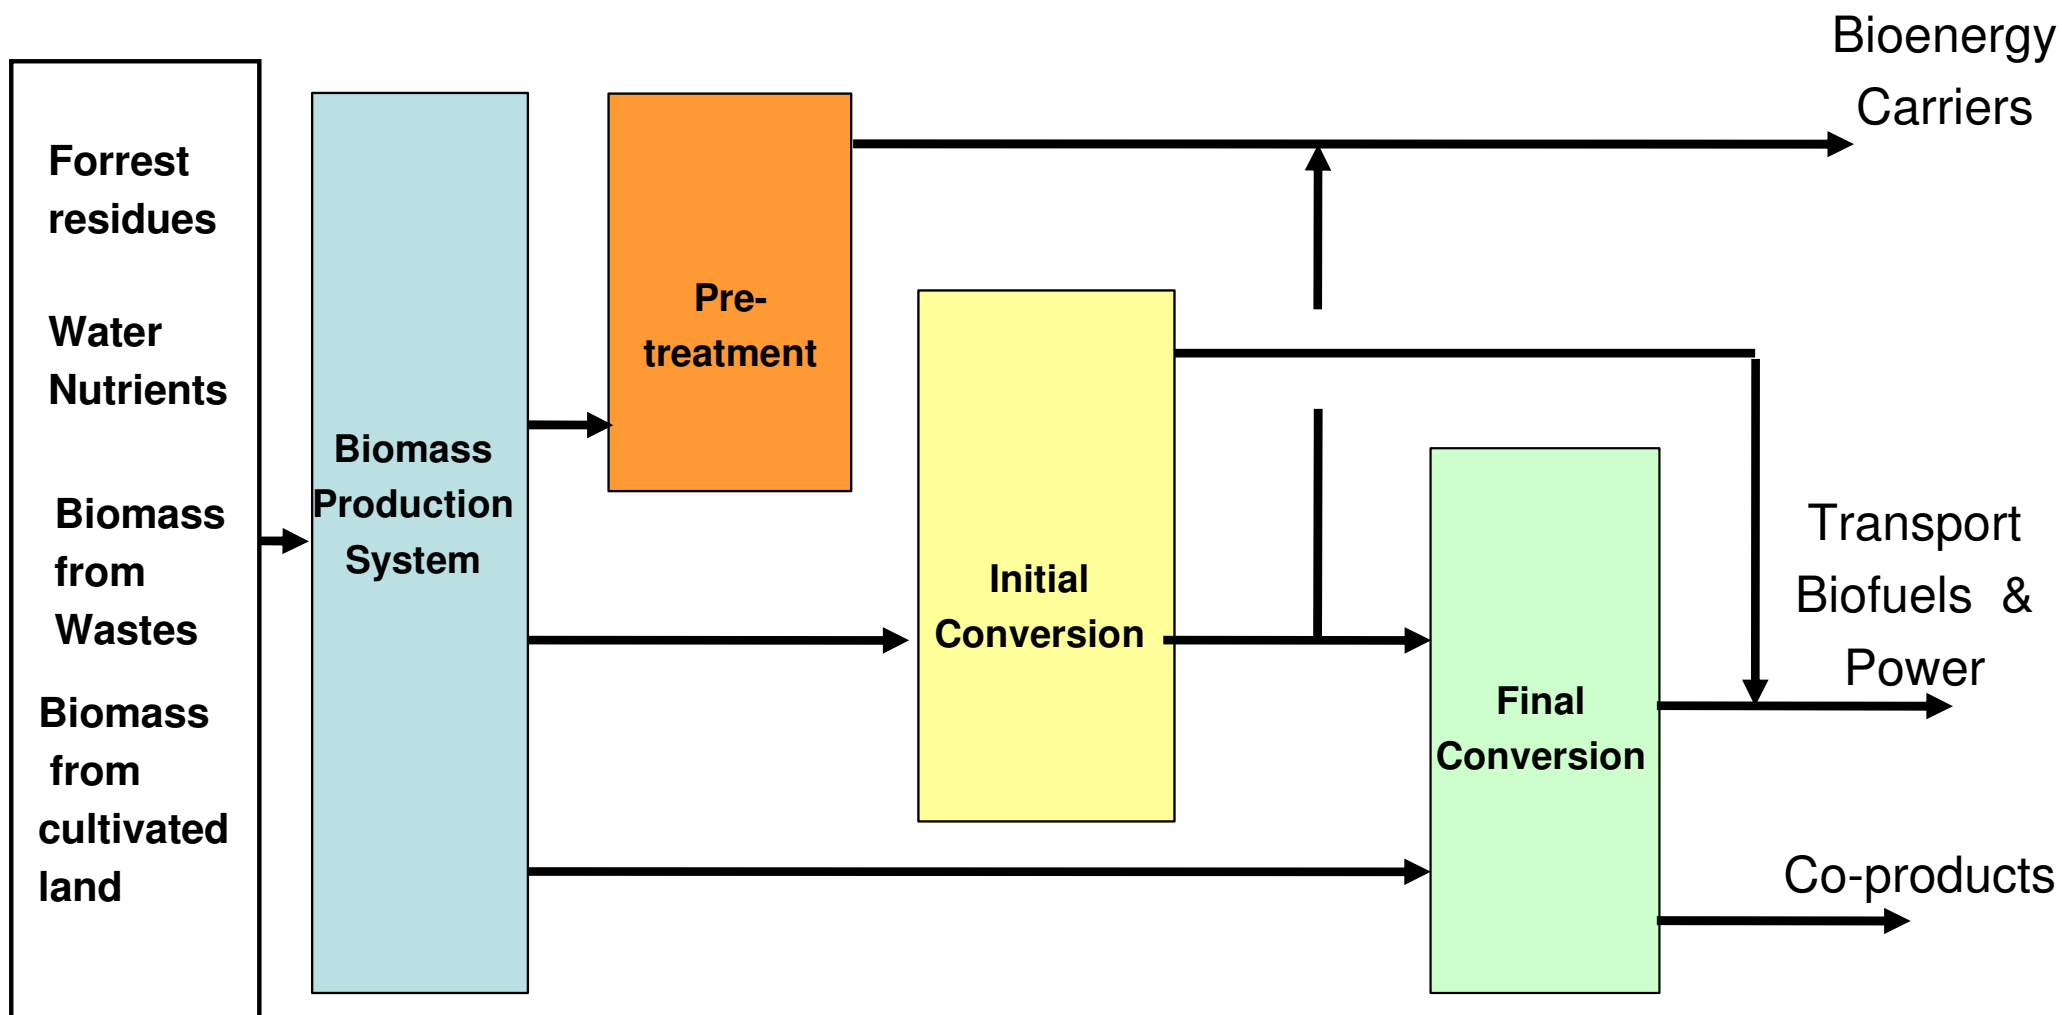 Forrest
residues
Water
Nutrients
Biomass
from
Wastes
Biomass
from
cultivated
land
Biomass
Production
System
Pre-
treatment
Initial
Conversion
Final
Conversion
Bioenergy
Carriers
Transport
Biofuels &
Power
Co-products